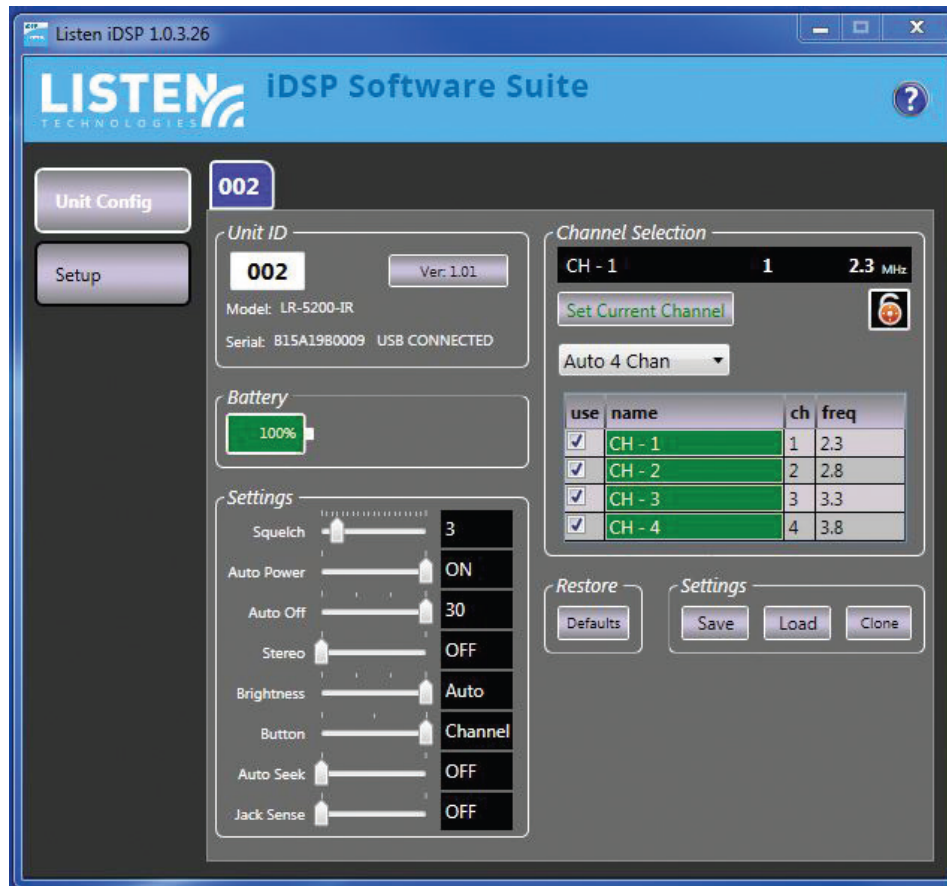 Listen iDSP 1.0.3.26
LISTEN
TECHNOLOGIES
iDSP Software Suite
?
Unit Config
Setup
002
Unit ID
002
Ver: 1.01
Model: LR-5200-IR
Serial: B15A19B0009 USB CONNECTED
Battery
100%
Settings
Squelch 3
Auto Power ON
Auto Off 30
Stereo OFF
Brightness Auto
Button Channel
Auto Seek OFF
Jack Sense OFF
Channel Selection
CH - 1 1 2.3 MHz
Set Current Channel
Auto 4 Chan
use name ch freq
CH - 1 1 2.3
CH - 2 2 2.8
CH - 3 3 3.3
CH - 4 4 3.8
Restore
Defaults
Settings
Save Load Clone